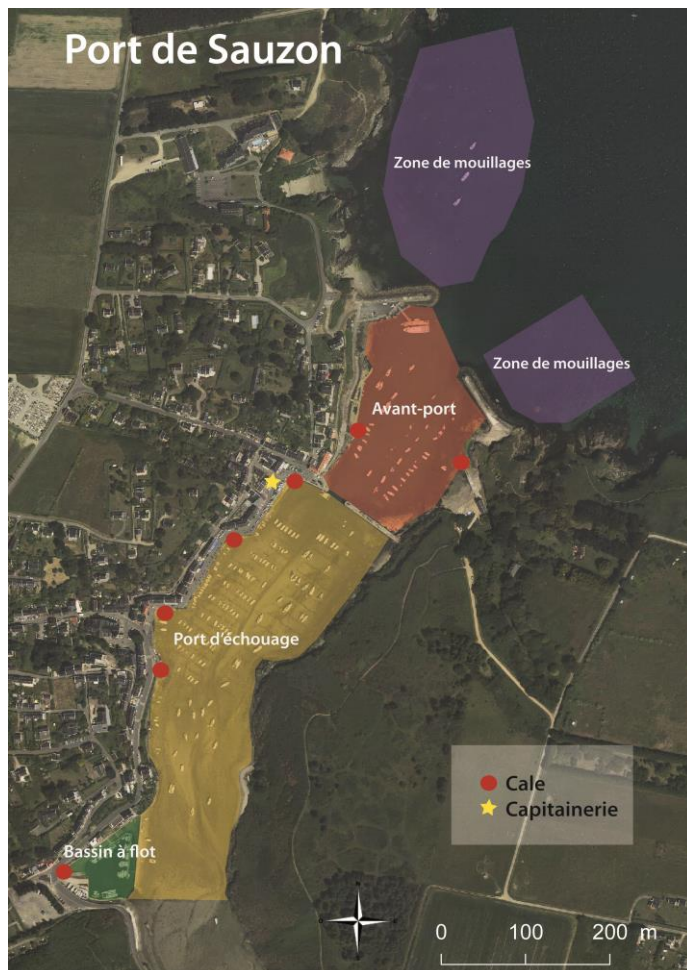 Port de Sauzon
Zone de mouillages
Zone de mouillages
Avant-port
Port d'échouage
Cale
Capitainerie
Bassin à flot
0 100 200 m